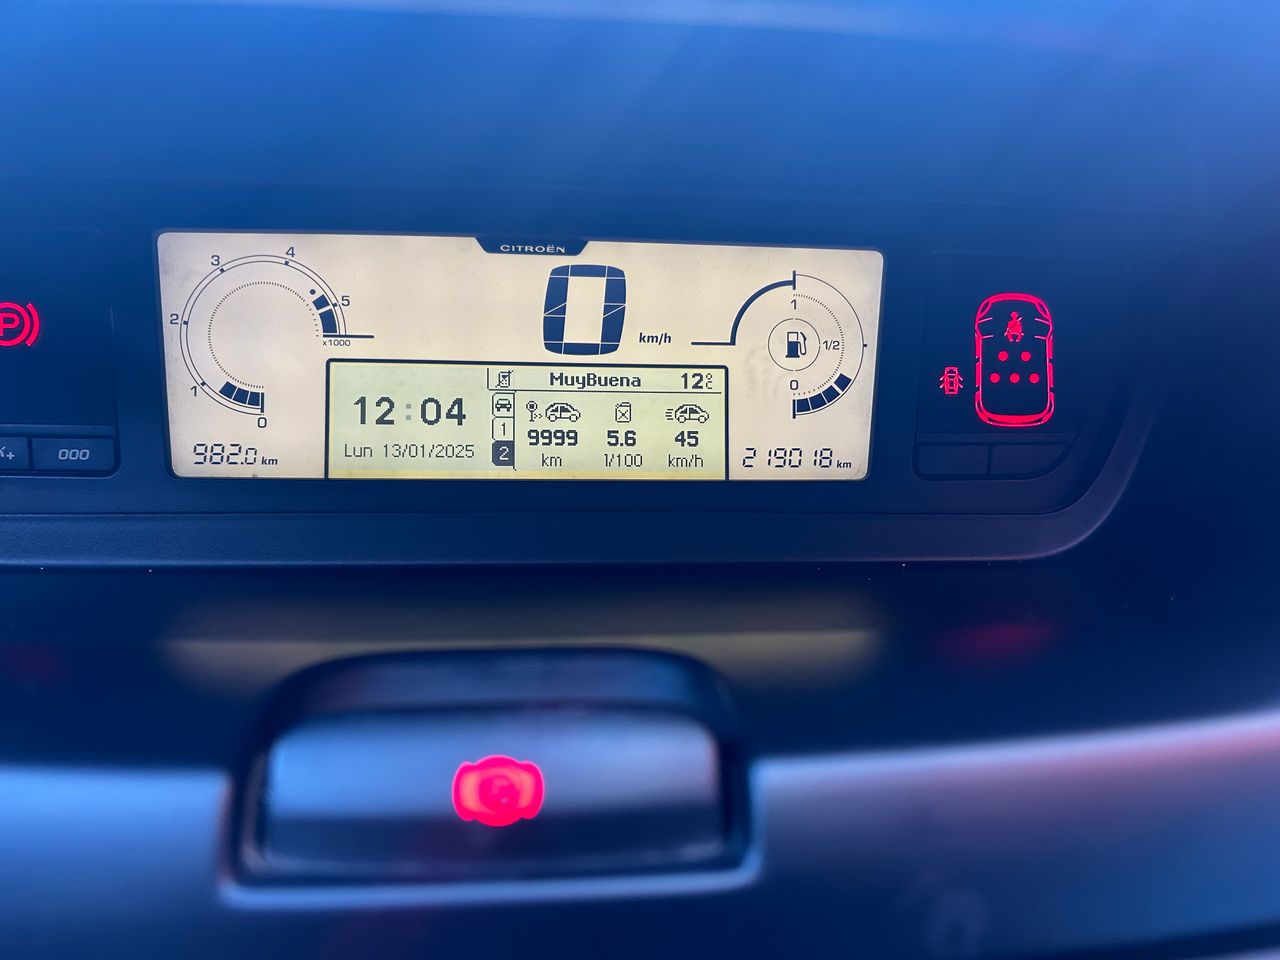 CITROËN
4
3
5
2
x1000
1
0
km/h
1
1/2
0
MuyBuena 12°C
12:04
9999 5.6 45
Lun 13/01/2025
1
2
km l/100 km/h
982.0 km
219018 km
P
000